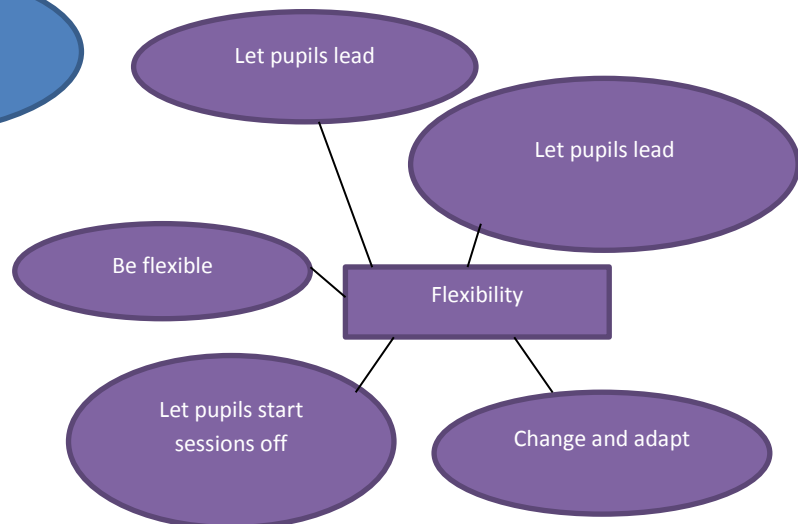 Let pupils lead
Let pupils lead
Be flexible
Flexibility
Let pupils start
sessions off
Change and adapt